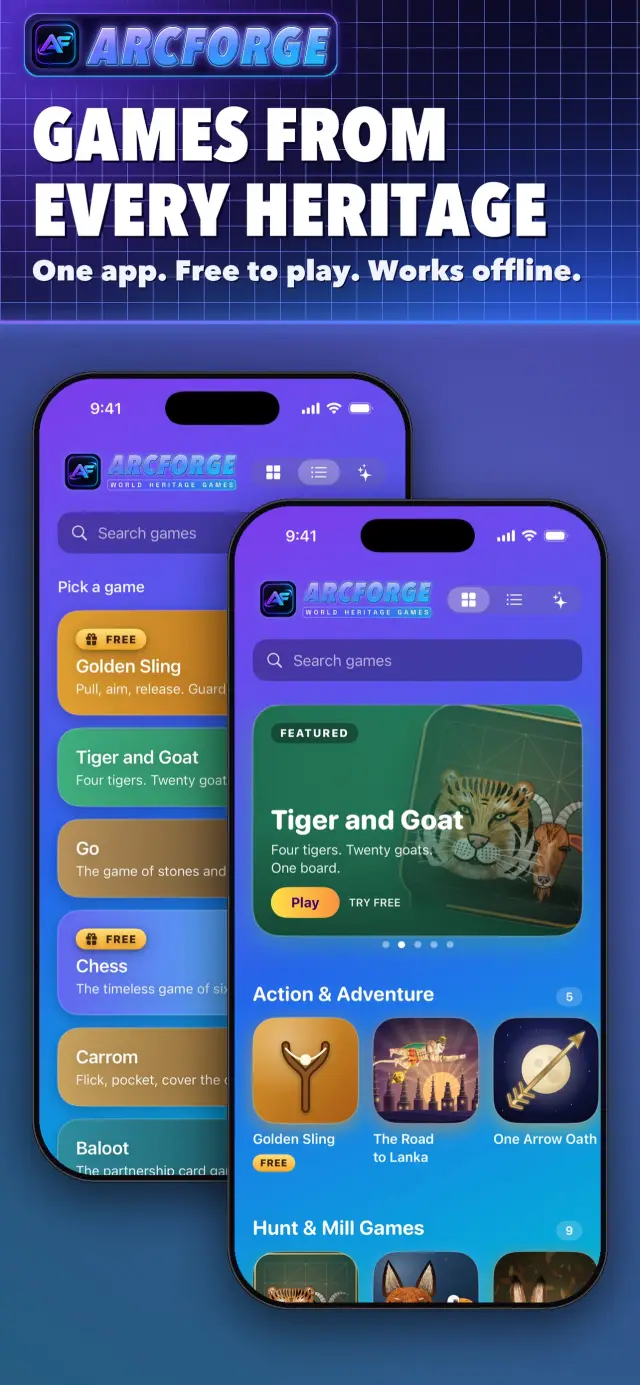 AF ARCFORGE
GAMES FROM
EVERY HERITAGE
One app. Free to play. Works offline.
9:41
AF ARCFORGE
WORLD HERITAGE GAMES
Search games
Pick a game
FREE
Golden Sling
Pull, aim, release. Guard
Tiger and Goat
Four tigers. Twenty goat
Go
The game of stones and
FREE
Chess
The timeless game of six
Carrom
Flick, pocket, cover the
Baloot
The partnership card
9:41
AF ARCFORGE
WORLD HERITAGE GAMES
Search games
FEATURED
Tiger and Goat
Four tigers. Twenty goats.
One board.
Play TRY FREE
Action & Adventure 5
Golden Sling
FREE
The Road
to Lanka
One Arrow Oath
Hunt & Mill Games 9